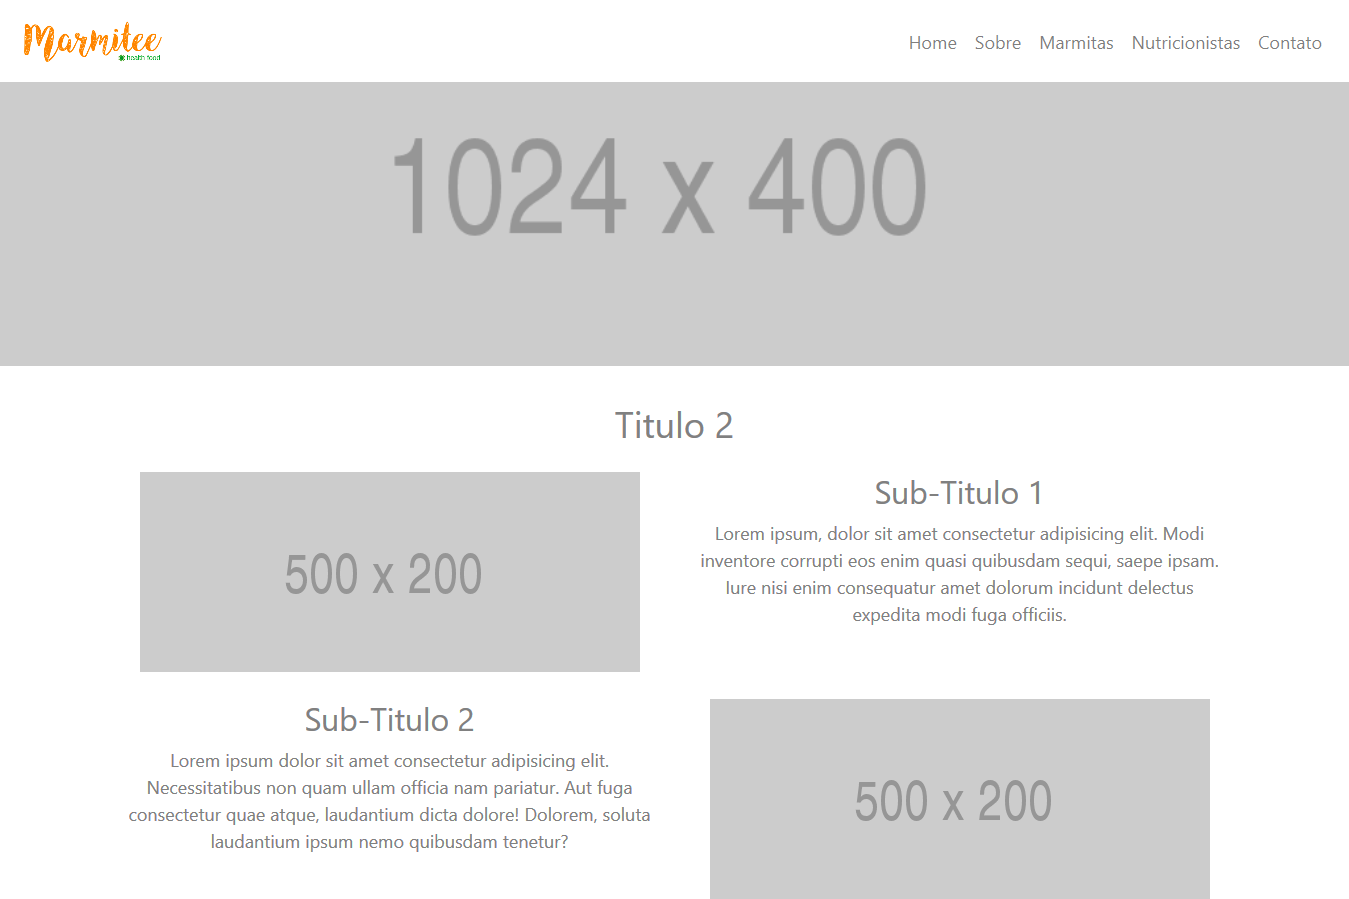 Marmitee
health food
Home Sobre Marmitas Nutricionistas Contato
1024 x 400
Titulo 2
500 x 200
Sub-Titulo 1
Lorem ipsum, dolor sit amet consectetur adipisicing elit. Modi
inventore corrupti eos enim quasi quibusdam sequi, saepe ipsam.
Iure nisi enim consequatur amet dolorum incidunt delectus
expedita modi fuga officiis.
Sub-Titulo 2
Lorem ipsum dolor sit amet consectetur adipisicing elit.
Necessitatibus non quam ullam officia nam pariatur. Aut fuga
consectetur quae atque, laudantium dicta dolore! Dolorem, soluta
laudantium ipsum nemo quibusdam tenetur?
500 x 200